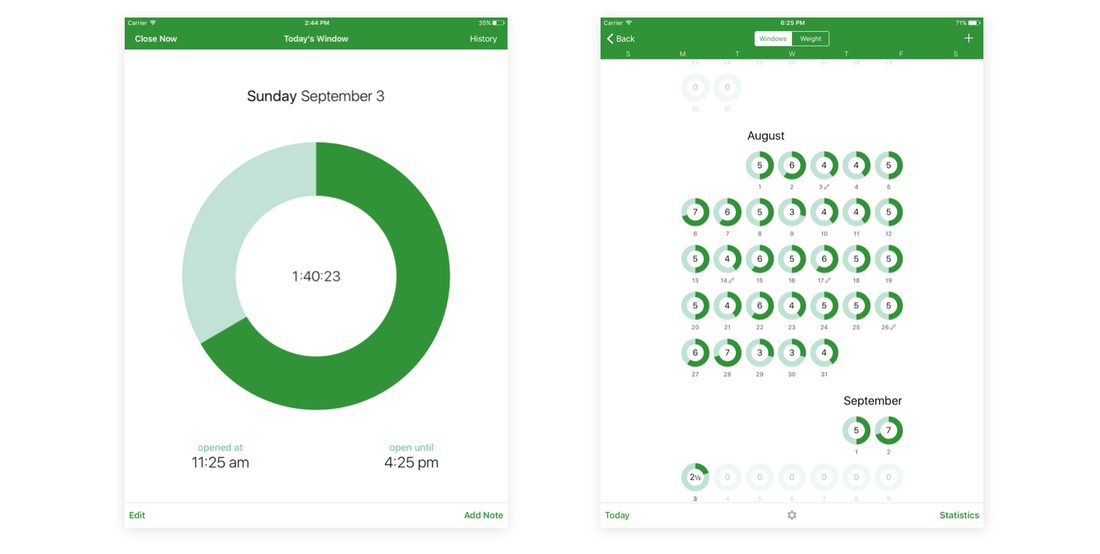 Carrier 2:44 PM 35%
Close Now Today's Window History
Sunday September 3
1:40:23
opened at open until
11:25 am 4:25 pm
Edit Add Note
Carrier 6:25 PM 71%
Back Windows Weight +
S M T W T F S
23 24 25 26 27 28 29
0 0
30 31
August
5 6 4 4 5
1 2 3 4 5
7 6 5 3 4 4 5
6 7 8 9 10 11 12
5 4 6 5 6 5 5
13 14 15 16 17 18 19
5 4 6 4 5 5 5
20 21 22 23 24 25 26
6 7 3 3 4
27 28 29 30 31
September
5 7
1 2
2½ 0 0 0 0 0 0
3 4 5 6 7 8 9
Today Statistics